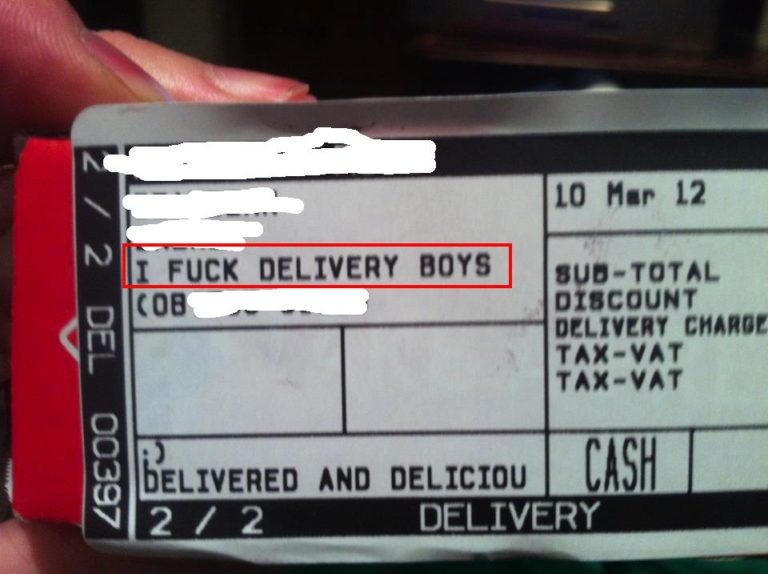 2 / 2 DEL 00397
I FUCK DELIVERY BOYS
(08
10 Mar 12
SUB-TOTAL
DISCOUNT
DELIVERY CHARGE
TAX-VAT
TAX-VAT
;)
DELIVERED AND DELICIOU
CASH
2 / 2 DELIVERY